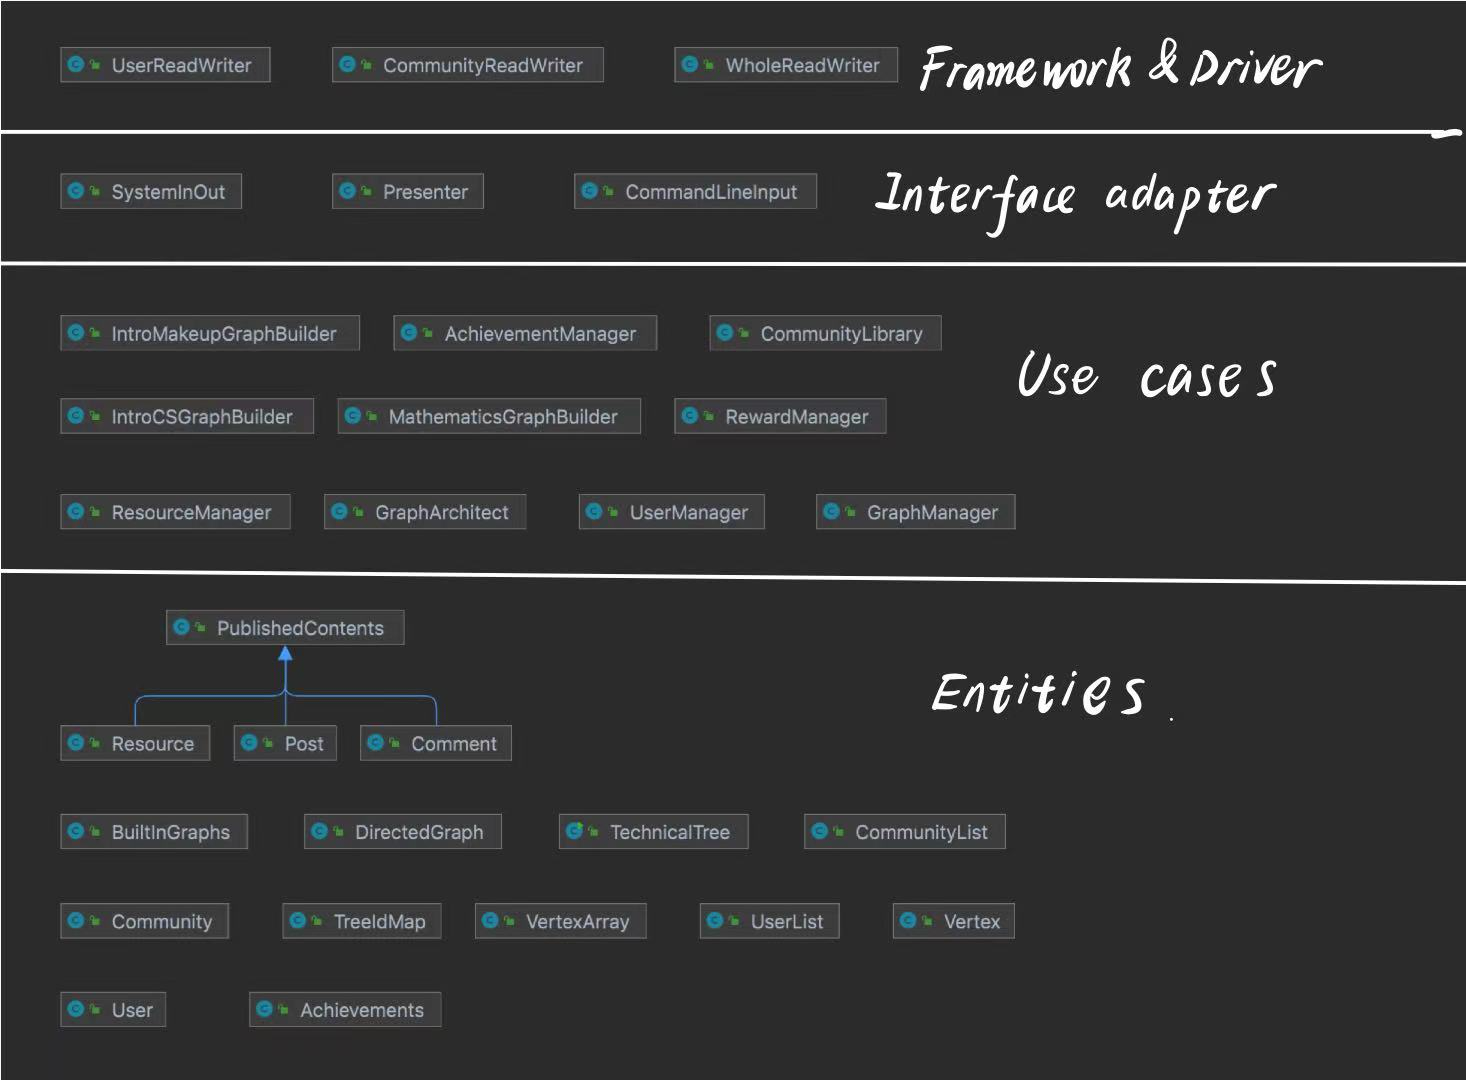 UserReadWriter CommunityReadWriter WholeReadWriter Framework & Driver
SystemInOut Presenter CommandLineInput Interface adapter
IntroMakeupGraphBuilder AchievementManager CommunityLibrary
Use cases
IntroCSGraphBuilder MathematicsGraphBuilder RewardManager
ResourceManager GraphArchitect UserManager GraphManager
PublishedContents
Entities
Resource Post Comment
BuiltInGraphs DirectedGraph TechnicalTree CommunityList
Community TreeIdMap VertexArray UserList Vertex
User Achievements